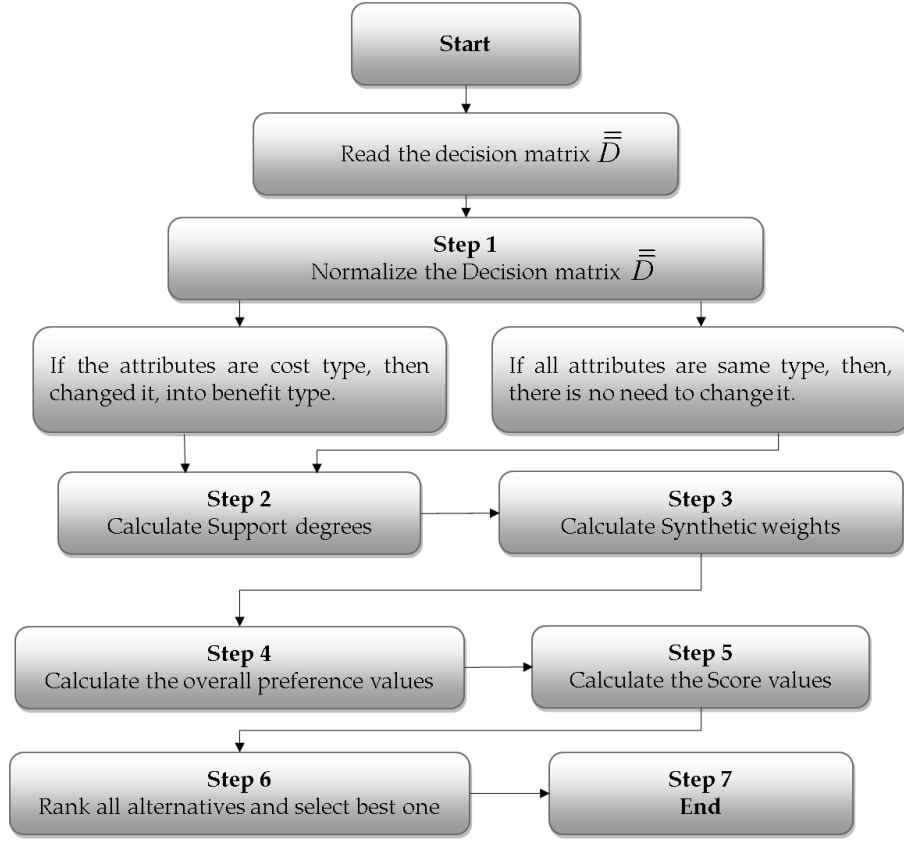 Start
Read the decision matrix D̿
Step 1
Normalize the Decision matrix D̿
If the attributes are cost type, then
changed it, into benefit type.
If all attributes are same type, then,
there is no need to change it.
Step 2
Calculate Support degrees
Step 3
Calculate Synthetic weights
Step 4
Calculate the overall preference values
Step 5
Calculate the Score values
Step 6
Rank all alternatives and select best one
Step 7
End